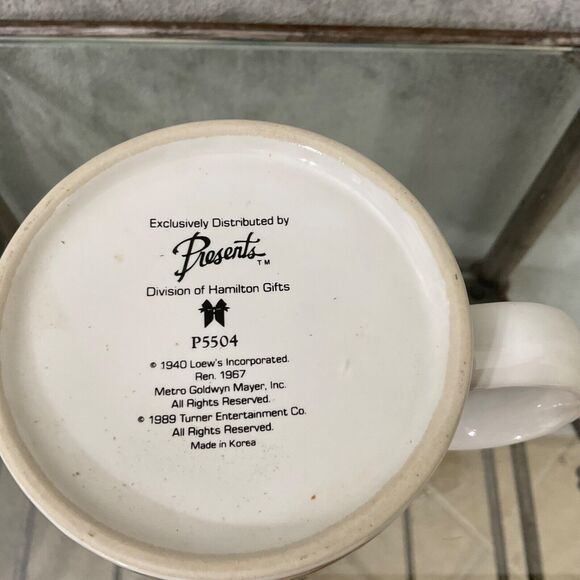 Exclusively Distributed by
Presents ™
Division of Hamilton Gifts
P5504
© 1940 Loew's Incorporated.
Ren. 1967
Metro Goldwyn Mayer, Inc.
All Rights Reserved.
© 1989 Turner Entertainment Co.
All Rights Reserved.
Made in Korea